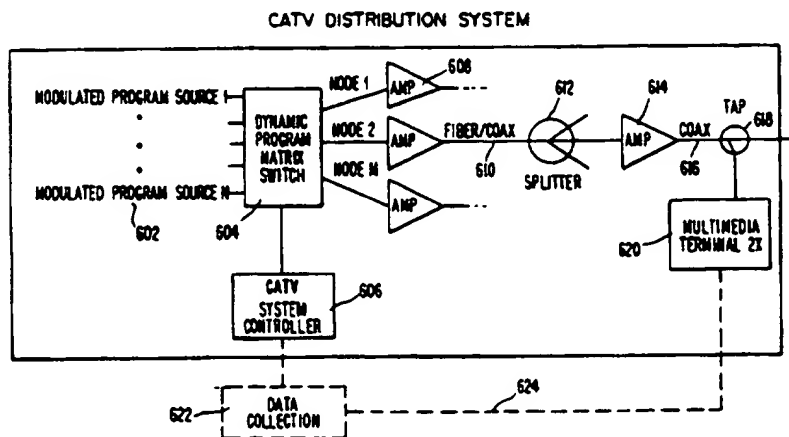 CATV DISTRIBUTION SYSTEM
MODULATED PROGRAM SOURCE 1
MODULATED PROGRAM SOURCE N
602
DYNAMIC
PROGRAM
MATRIX
SWITCH
604
NODE 1
NODE 2
NODE M
AMP
608
AMP
AMP
FIBER/COAX
610
612
SPLITTER
614
AMP
COAX
616
TAP
618
620
MULTIMEDIA
TERMINAL 2X
CATV
SYSTEM
CONTROLLER
606
622
DATA
COLLECTION
624